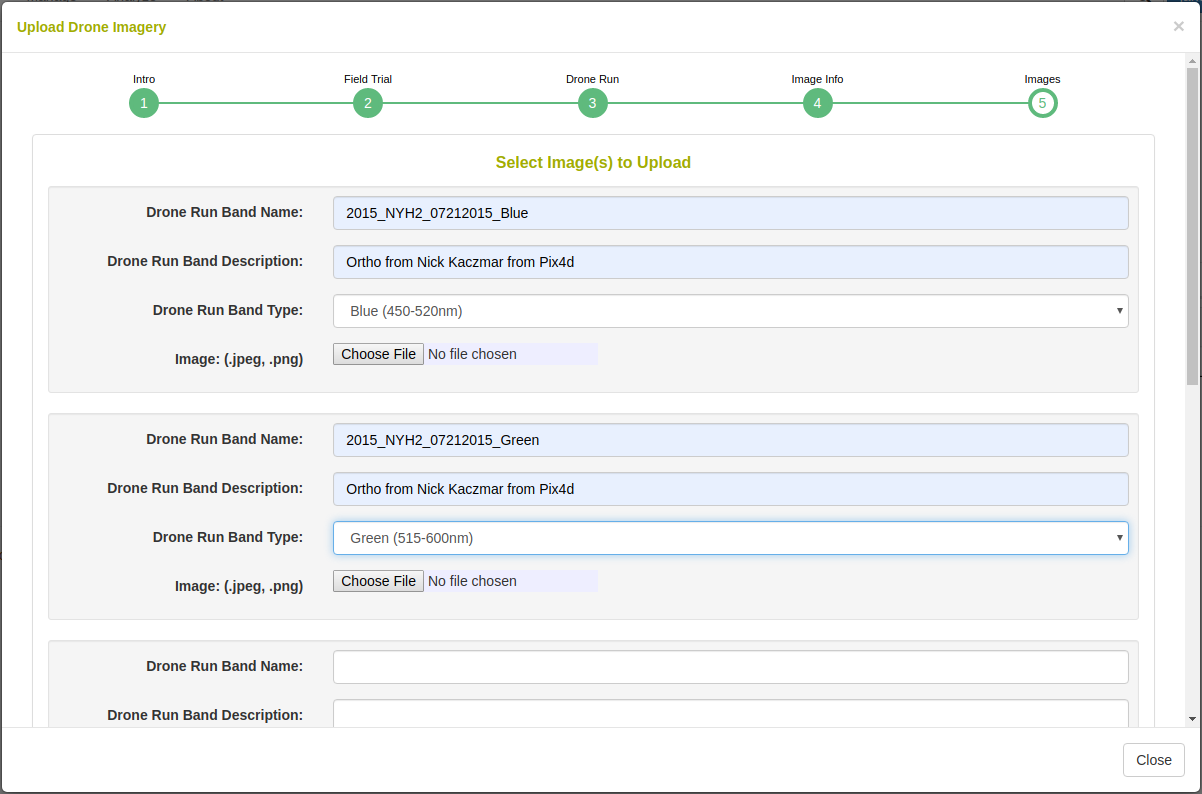 Upload Drone Imagery ×
Intro Field Trial Drone Run Image Info Images
1 2 3 4 5
Select Image(s) to Upload
Drone Run Band Name: 2015_NYH2_07212015_Blue
Drone Run Band Description: Ortho from Nick Kaczmar from Pix4d
Drone Run Band Type: Blue (450-520nm)
Image: (.jpeg, .png) Choose File No file chosen
Drone Run Band Name: 2015_NYH2_07212015_Green
Drone Run Band Description: Ortho from Nick Kaczmar from Pix4d
Drone Run Band Type: Green (515-600nm)
Image: (.jpeg, .png) Choose File No file chosen
Drone Run Band Name:
Drone Run Band Description:
Close